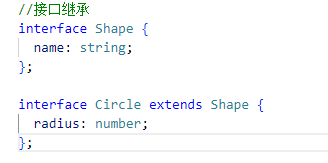 //接口继承
interface Shape {
  name: string;
};

interface Circle extends Shape {
  radius: number;
};